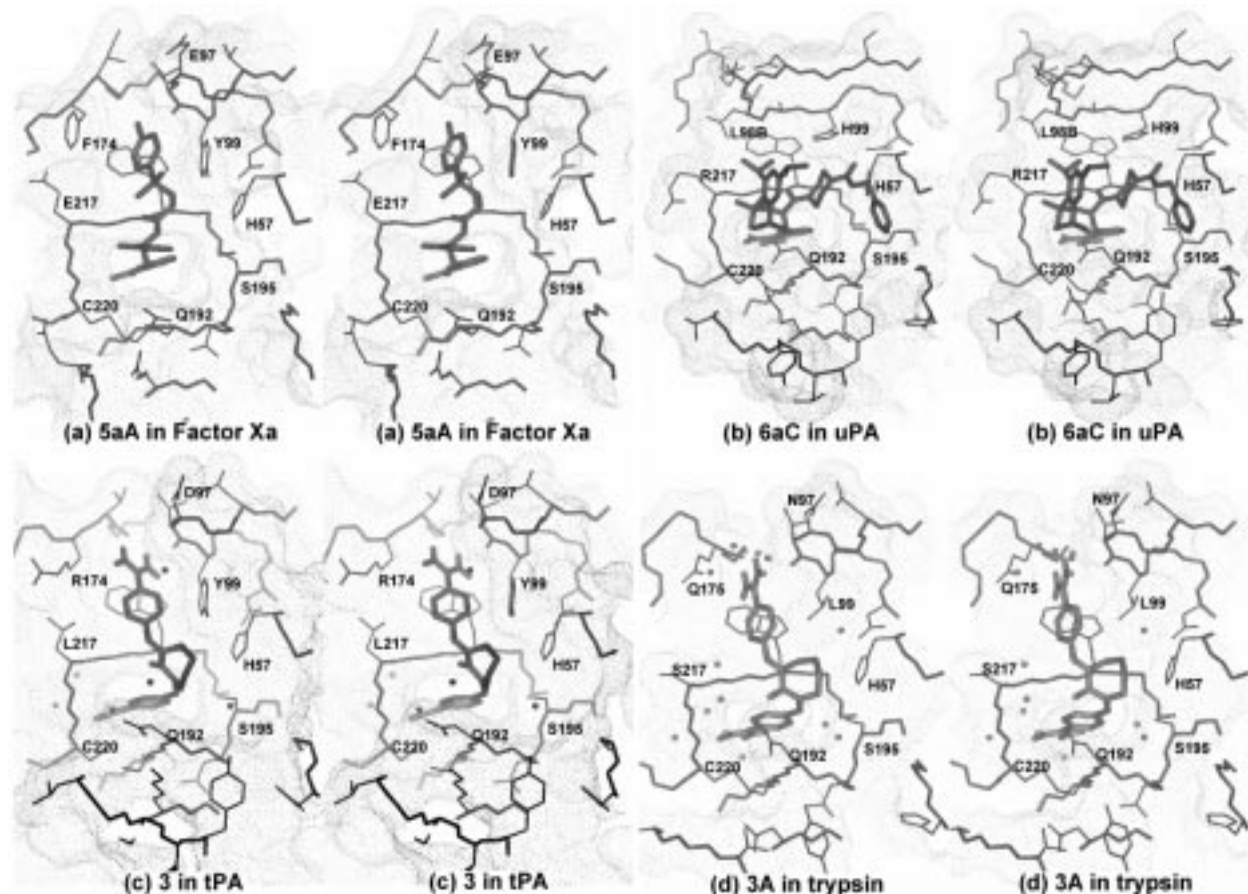 E97
E97
F174
Y99
F174
Y99
E217
H57
E217
H57
C220
Q192
S195
C220
Q192
S195
(a) 5aA in Factor Xa
(a) 5aA in Factor Xa
L98B
H99
L98B
H99
R217
H57
R217
H57
C220
Q192
S195
C220
Q192
S195
(b) 6aC in uPA
(b) 6aC in uPA
D97
D97
R174
Y99
R174
Y99
L217
H57
L217
H57
C220
Q192
S195
C220
Q192
S195
(c) 3 in tPA
(c) 3 in tPA
N97
N97
Q175
L99
Q175
L99
S217
H57
S217
H57
C220
Q192
S195
C220
Q192
S195
(d) 3A in trypsin
(d) 3A in trypsin